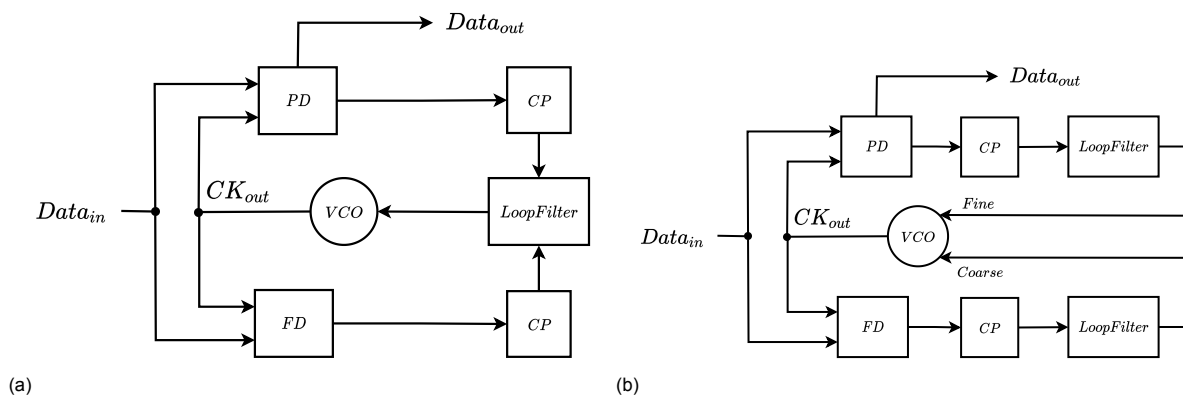 Data_out
PD
CP
CK_out
Data_in
VCO
LoopFilter
FD
CP
(a)
Data_out
PD
CP
LoopFilter
Fine
CK_out
Data_in
VCO
Coarse
FD
CP
LoopFilter
(b)